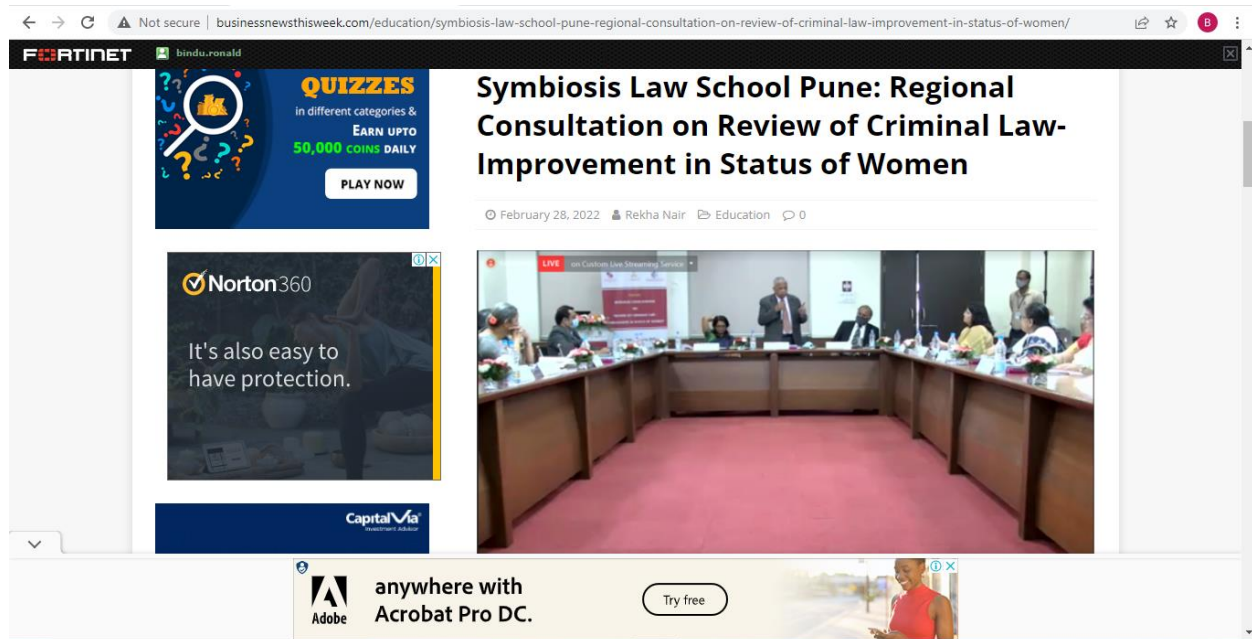 Not secure | businessnewsthisweek.com/education/symbiosis-law-school-pune-regional-consultation-on-review-of-criminal-law-improvement-in-status-of-women/
B
FORTINET bindu.ronald
QUIZZES
in different categories &
EARN UPTO
50,000 COINS DAILY
PLAY NOW
Norton 360
It's also easy to
have protection.
CapitalVia
Investment Advisor
Symbiosis Law School Pune: Regional
Consultation on Review of Criminal Law-
Improvement in Status of Women
February 28, 2022 Rekha Nair Education 0
LIVE on Custom Live Streaming Service
Adobe
anywhere with
Acrobat Pro DC.
Try free